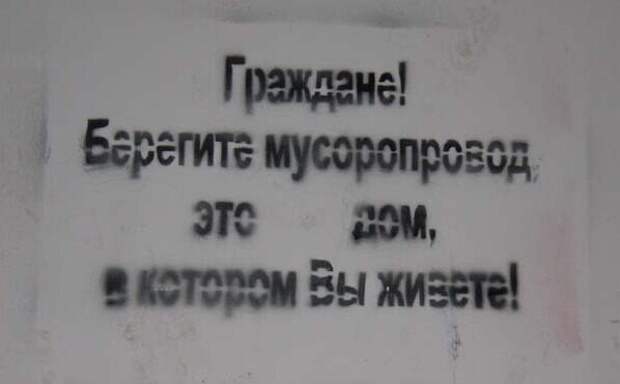 Граждане!
Берегите мусоропровод,
это дом,
в котором Вы живете!